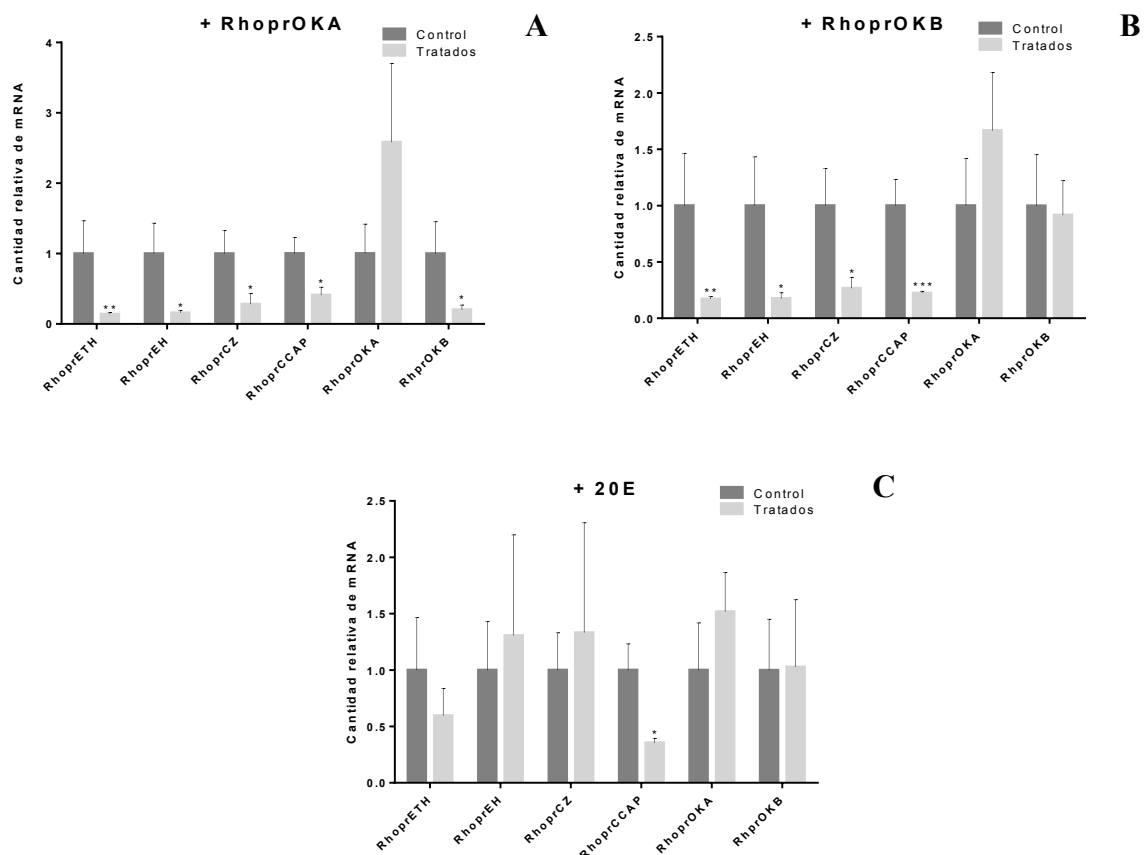 + RhoprOKA
A
Control
Tratados
Cantidad relativa de mRNA
4
3
2
1
0
** * * * *
RhoprETH
RhoprEH
RhoprCZ
RhoprCCAP
RhoprOKA
RhoprOKB
+ RhoprOKB
B
Control
Tratados
Cantidad relativa de mRNA
2.5
2.0
1.5
1.0
0.5
0.0
** * * ***
RhoprETH
RhoprEH
RhoprCZ
RhoprCCAP
RhoprOKA
RhprOKB
+ 20E
C
Control
Tratados
Cantidad relativa de mRNA
2.5
2.0
1.5
1.0
0.5
0.0
*
RhoprETH
RhoprEH
RhprCZ
RhoprCCAP
RhoprOKA
RhprOKB